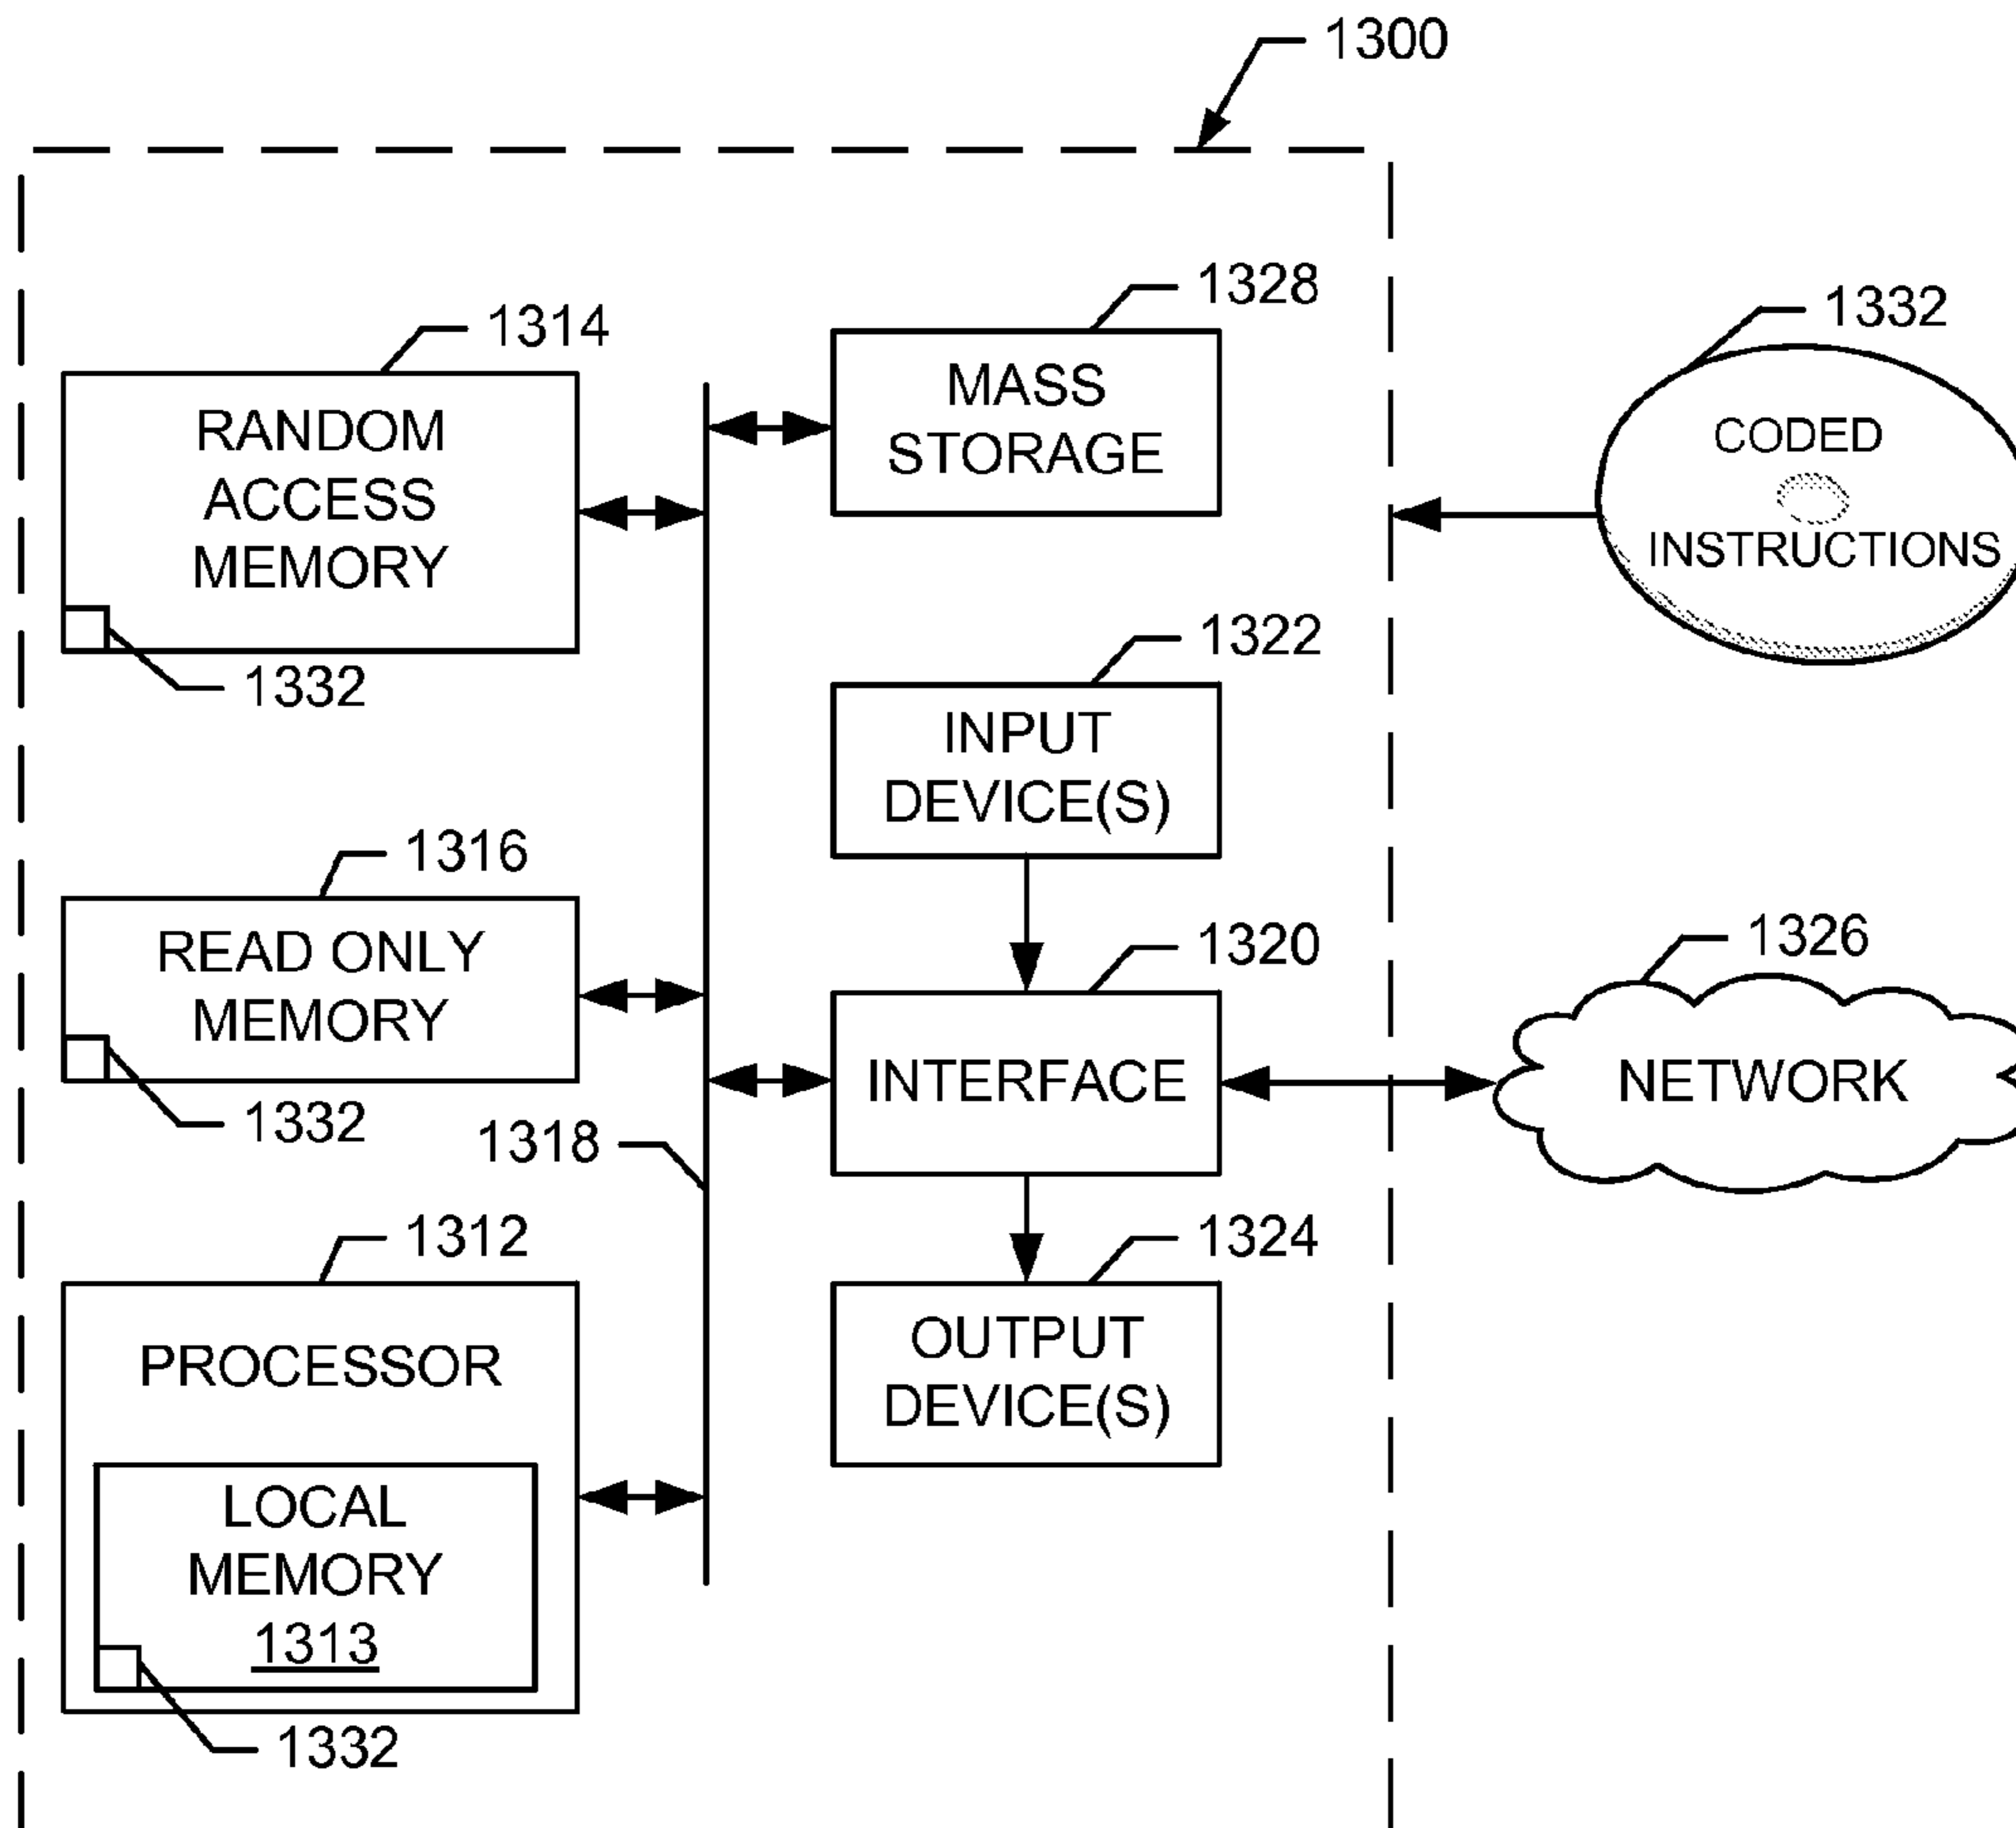 1300
1328
1332
1314
MASS
STORAGE
RANDOM
ACCESS
MEMORY
CODED
INSTRUCTIONS
1332
1322
INPUT
DEVICE(S)
1316
READ ONLY
MEMORY
1332
1320
1326
INTERFACE
NETWORK
1318
1312
1324
PROCESSOR
OUTPUT
DEVICE(S)
LOCAL
MEMORY
1313
1332